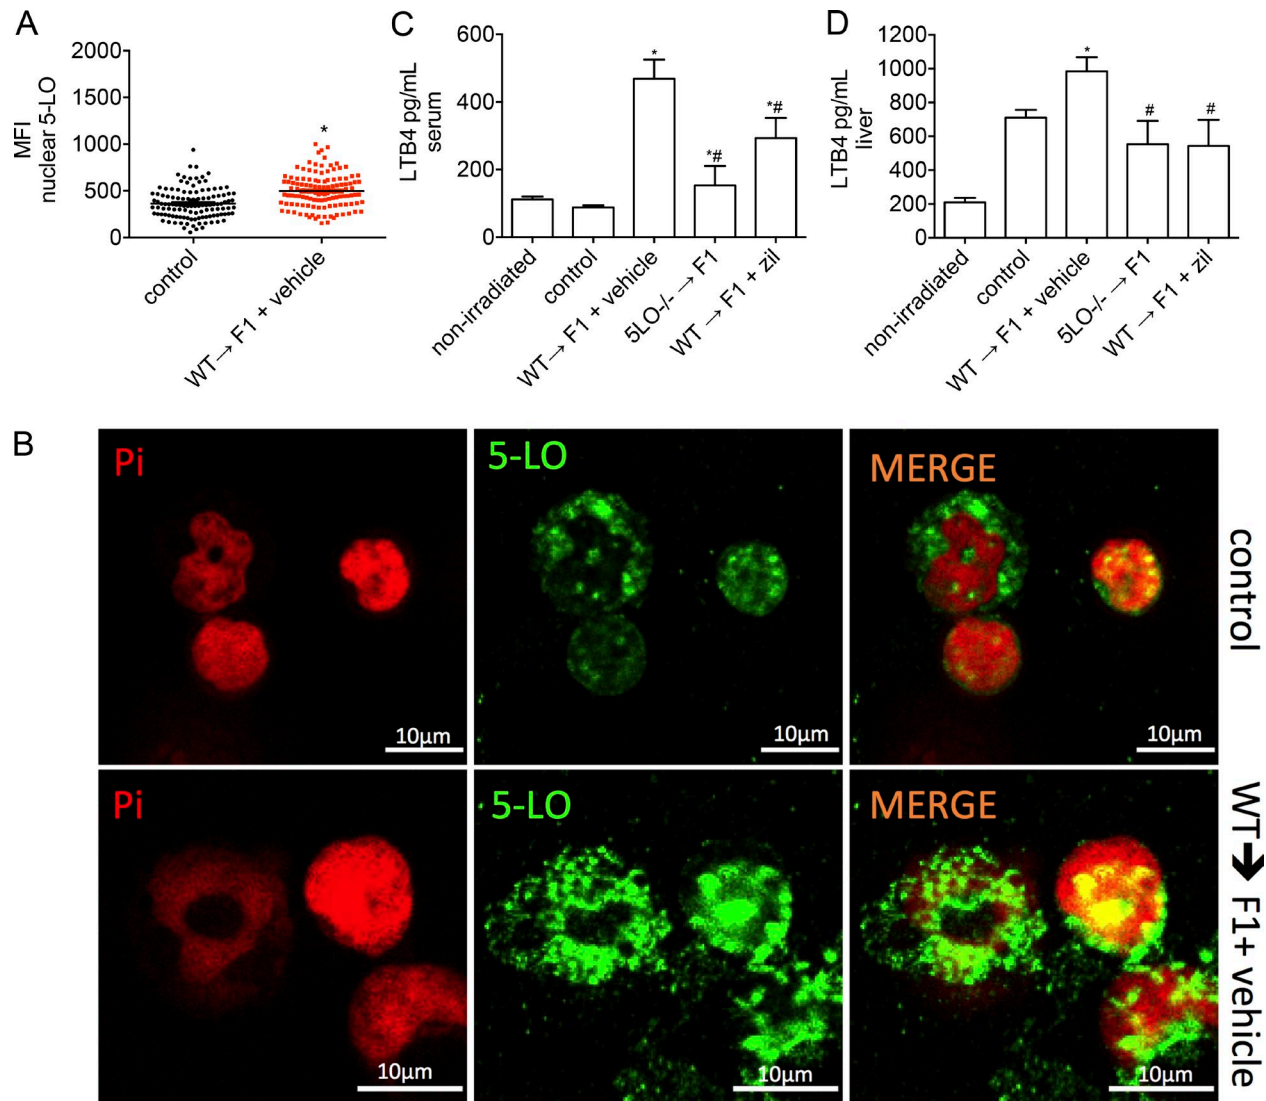 A
MFI
nuclear 5-LO
2000
1500
1000
500
0
*
control
WT → F1 + vehicle
C
LTB4 pg/mL
serum
600
400
200
0
*
*#
*#
non-irradiated
control
WT → F1 + vehicle
5LO-/- → F1
WT → F1 + zil
D
LTB4 pg/mL
liver
1200
1000
800
600
400
200
0
*
#
#
non-irradiated
control
WT → F1 + vehicle
5LO-/- → F1
WT → F1 + zil
B
Pi
10µm
5-LO
10µm
MERGE
10µm
control
Pi
10µm
5-LO
10µm
MERGE
10µm
WT➔ F1+ vehicle